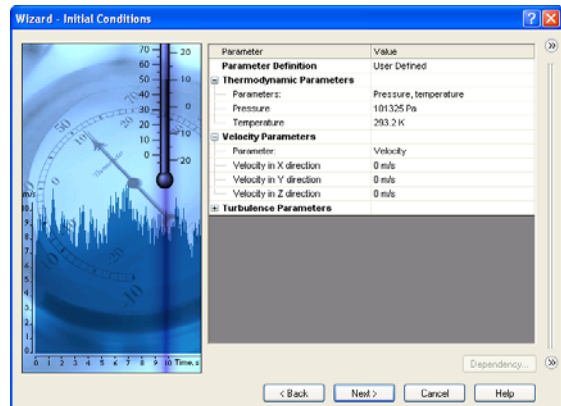 Wizard - Initial Conditions
Parameter Value
Parameter Definition User Defined
Thermodynamic Parameters
Parameters: Pressure, temperature
Pressure 101325 Pa
Temperature 293.2 K
Velocity Parameters
Parameter: Velocity
Velocity in X direction 0 m/s
Velocity in Y direction 0 m/s
Velocity in Z direction 0 m/s
Turbulence Parameters
70
60
50
40
30
20
10
0
20
10
0
-10
-20
m/s
10
9
8
7
6
5
4
3
2
1
0
0 1 2 3 4 5 6 7 8 9 10 Time, s
Dependency...
< Back Next > Cancel Help